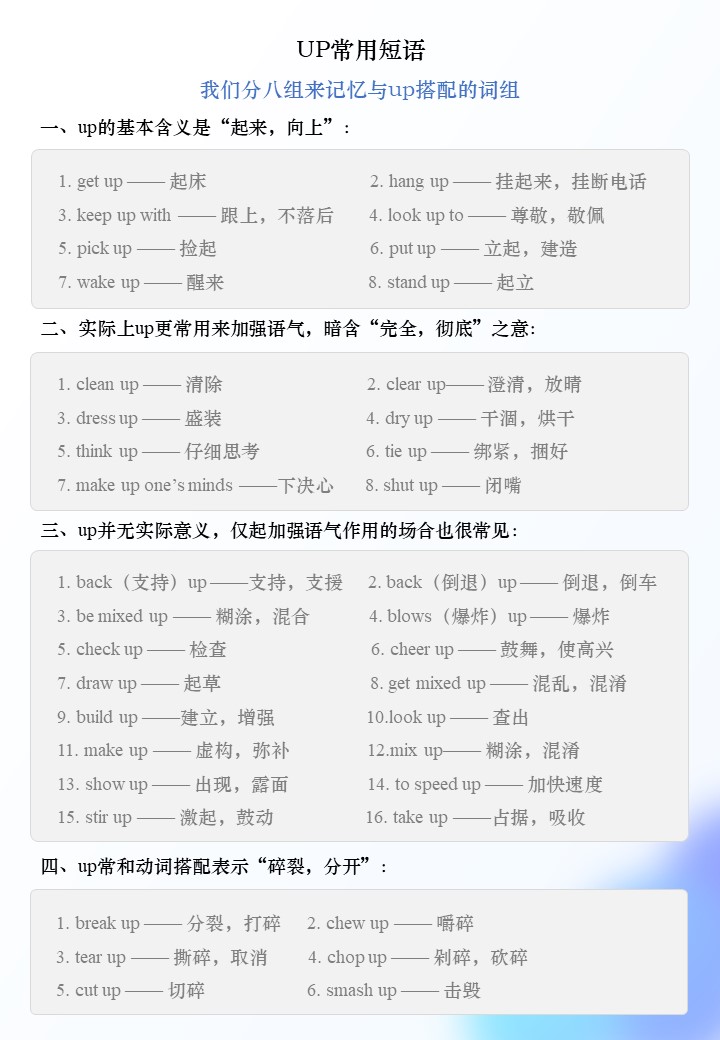 UP常用短语
我们分八组来记忆与up搭配的词组
一、up的基本含义是“起来，向上”：
1. get up —— 起床 2. hang up —— 挂起来，挂断电话
3. keep up with —— 跟上，不落后 4. look up to —— 尊敬，敬佩
5. pick up —— 捡起 6. put up —— 立起，建造
7. wake up —— 醒来 8. stand up —— 起立
二、实际上up更常用来加强语气，暗含“完全，彻底”之意：
1. clean up —— 清除 2. clear up—— 澄清，放晴
3. dress up —— 盛装 4. dry up —— 干涸，烘干
5. think up —— 仔细思考 6. tie up —— 绑紧，捆好
7. make up one’s minds ——下决心 8. shut up —— 闭嘴
三、up并无实际意义，仅起加强语气作用的场合也很常见：
1. back（支持）up ——支持，支援 2. back（倒退）up —— 倒退，倒车
3. be mixed up —— 糊涂，混合 4. blows（爆炸）up —— 爆炸
5. check up —— 检查 6. cheer up —— 鼓舞，使高兴
7. draw up —— 起草 8. get mixed up —— 混乱，混淆
9. build up ——建立，增强 10.look up —— 查出
11. make up —— 虚构，弥补 12.mix up—— 糊涂，混淆
13. show up —— 出现，露面 14. to speed up —— 加快速度
15. stir up —— 激起，鼓动 16. take up ——占据，吸收
四、up常和动词搭配表示“碎裂，分开”：
1. break up —— 分裂，打碎 2. chew up —— 嚼碎
3. tear up —— 撕碎，取消 4. chop up —— 剁碎，砍碎
5. cut up —— 切碎 6. smash up —— 击毁